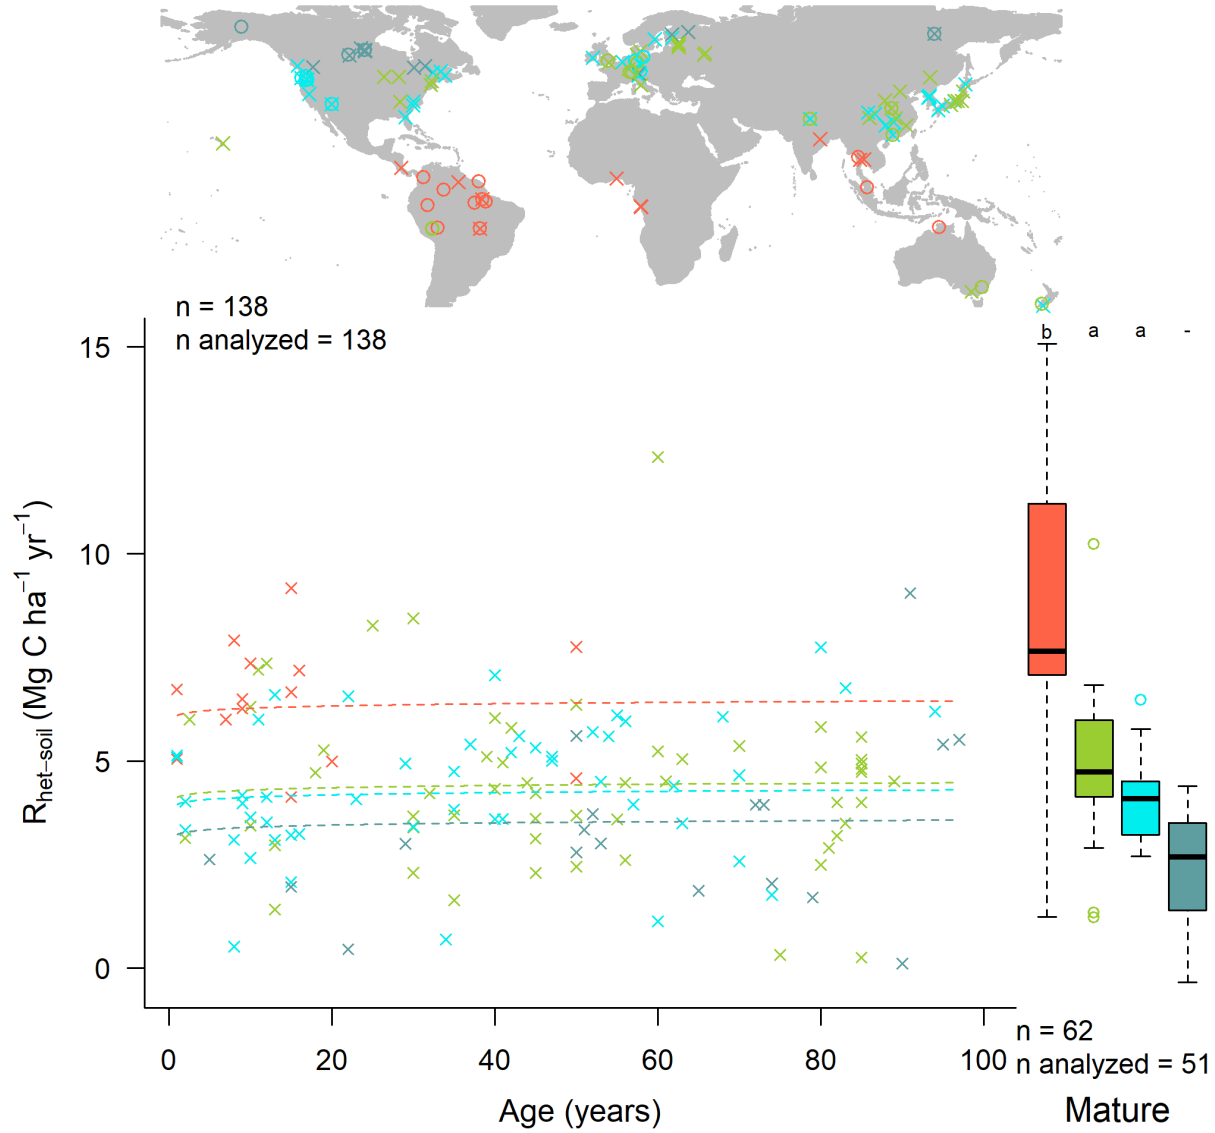 n = 138
n analyzed = 138
b a a -
15
10
5
0
R_het−soil (Mg C ha⁻¹ yr⁻¹)
0 20 40 60 80 100
Age (years)
n = 62
n analyzed = 51
Mature